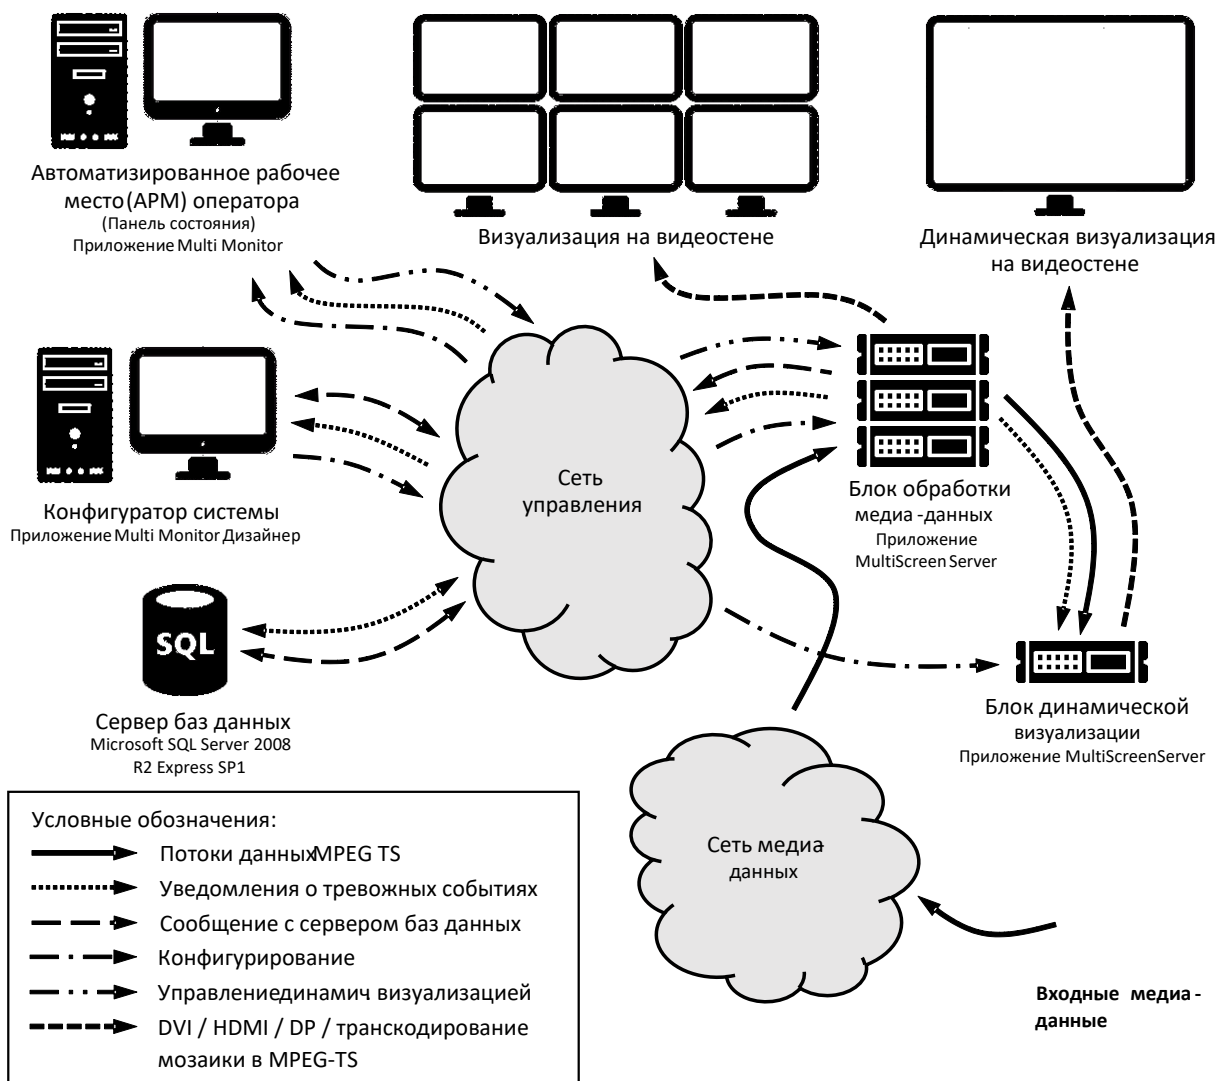 Автоматизированное рабочее
место (АРМ) оператора
(Панель состояния)
Приложение Multi Monitor
Визуализация на видеостене
Динамическая визуализация
на видеостене
Конфигуратор системы
Приложение Multi Monitor Дизайнер
Сеть
управления
Блок обработки
медиа -данных
Приложение
MultiScreen Server
SQL
Сервер баз данных
Microsoft SQL Server 2008
R2 Express SP1
Блок динамической
визуализации
Приложение MultiScreenServer
Сеть медиа-
данных
Входные медиа -
данные
Условные обозначения:
Потоки данных MPEG TS
Уведомления о тревожных событиях
Сообщение с сервером баз данных
Конфигурирование
Управлениединамич визуализацией
DVI / HDMI / DP / транскодирование
мозаики в MPEG-TS